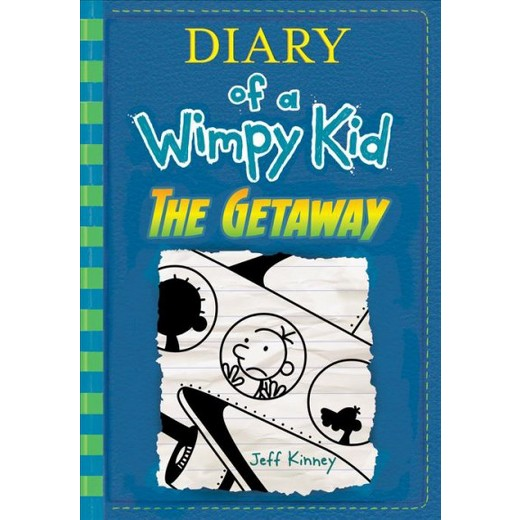 DIARY
of a
Wimpy Kid
THE GETAWAY
Jeff Kinney